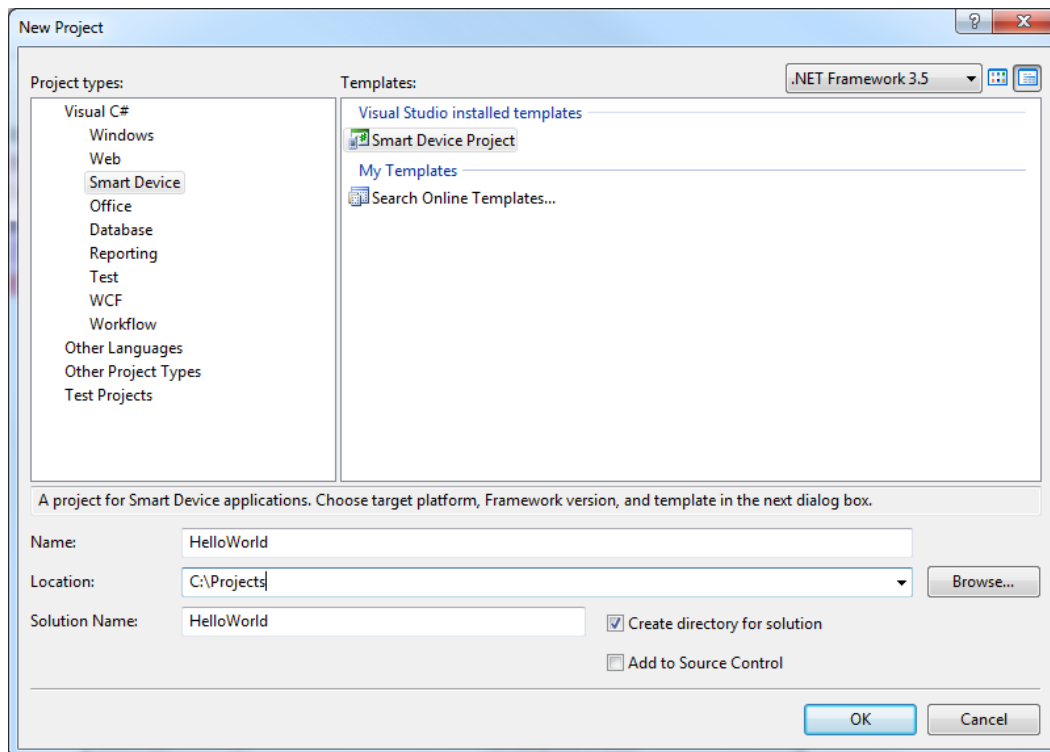 New Project
Project types:
Templates:
.NET Framework 3.5
Visual C#
Windows
Web
Smart Device
Office
Database
Reporting
Test
WCF
Workflow
Other Languages
Other Project Types
Test Projects
Visual Studio installed templates
Smart Device Project
My Templates
Search Online Templates...
A project for Smart Device applications. Choose target platform, Framework version, and template in the next dialog box.
Name: HelloWorld
Location: C:\Projects Browse...
Solution Name: HelloWorld Create directory for solution
Add to Source Control
OK Cancel